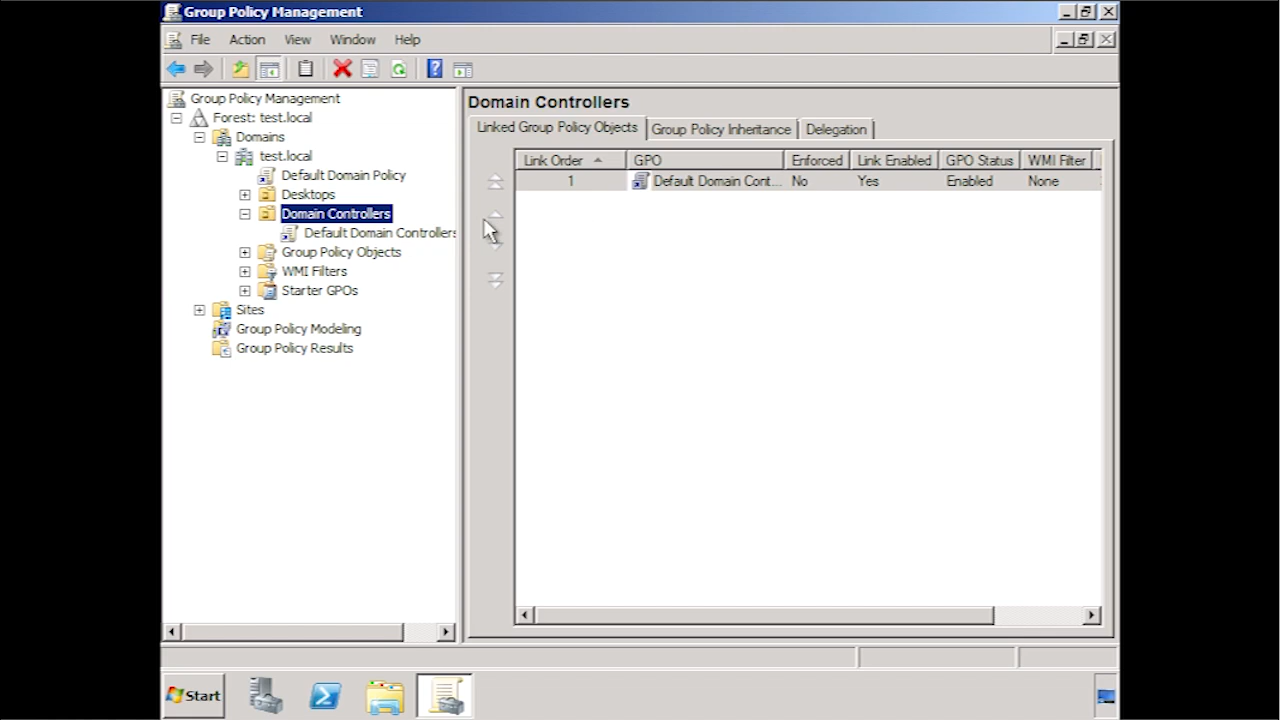 Group Policy Management
File Action View Window Help
Group Policy Management
Forest: test.local
Domains
test.local
Default Domain Policy
Desktops
Domain Controllers
Default Domain Controllers
Group Policy Objects
WMI Filters
Starter GPOs
Sites
Group Policy Modeling
Group Policy Results
Domain Controllers
Linked Group Policy Objects Group Policy Inheritance Delegation
Link Order GPO Enforced Link Enabled GPO Status WMI Filter
1 Default Domain Cont... No Yes Enabled None
Start